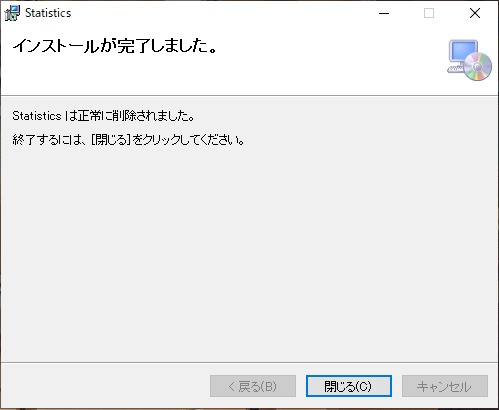 Statistics
インストールが完了しました。
Statistics は正常に削除されました。
終了するには、[閉じる]をクリックしてください。
< 戻る(B)
閉じる(C)
キャンセル